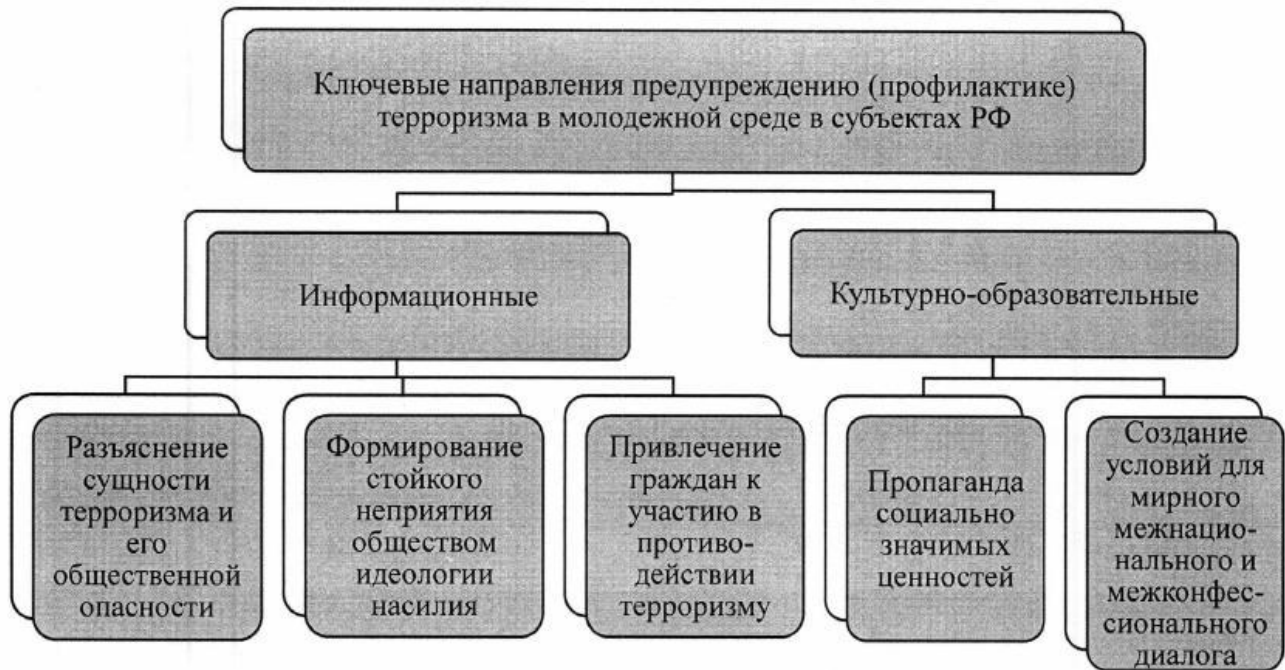 Ключевые направления предупреждению (профилактике)
терроризма в молодежной среде в субъектах РФ
Информационные
Культурно-образовательные
Разъяснение
сущности
терроризма и
его
общественной
опасности
Формирование
стойкого
неприятия
обществом
идеологии
насилия
Привлечение
граждан к
участию в
противо-
действии
терроризму
Пропаганда
социально
значимых
ценностей
Создание
условий для
мирного
межнацио-
нального и
межконфес-
сионального
диалога